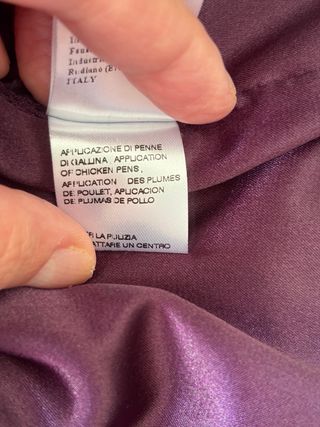 ITALY
APPLICAZIONE DI PENNE
DI GALLINA, APPLICATION
OF CHICKEN PENS,
APPLICATION DES PLUMES
DE POULET, APLICACION
DE PLUMAS DE POLLO
LA PULIZIA
ATTARE UN CENTRO